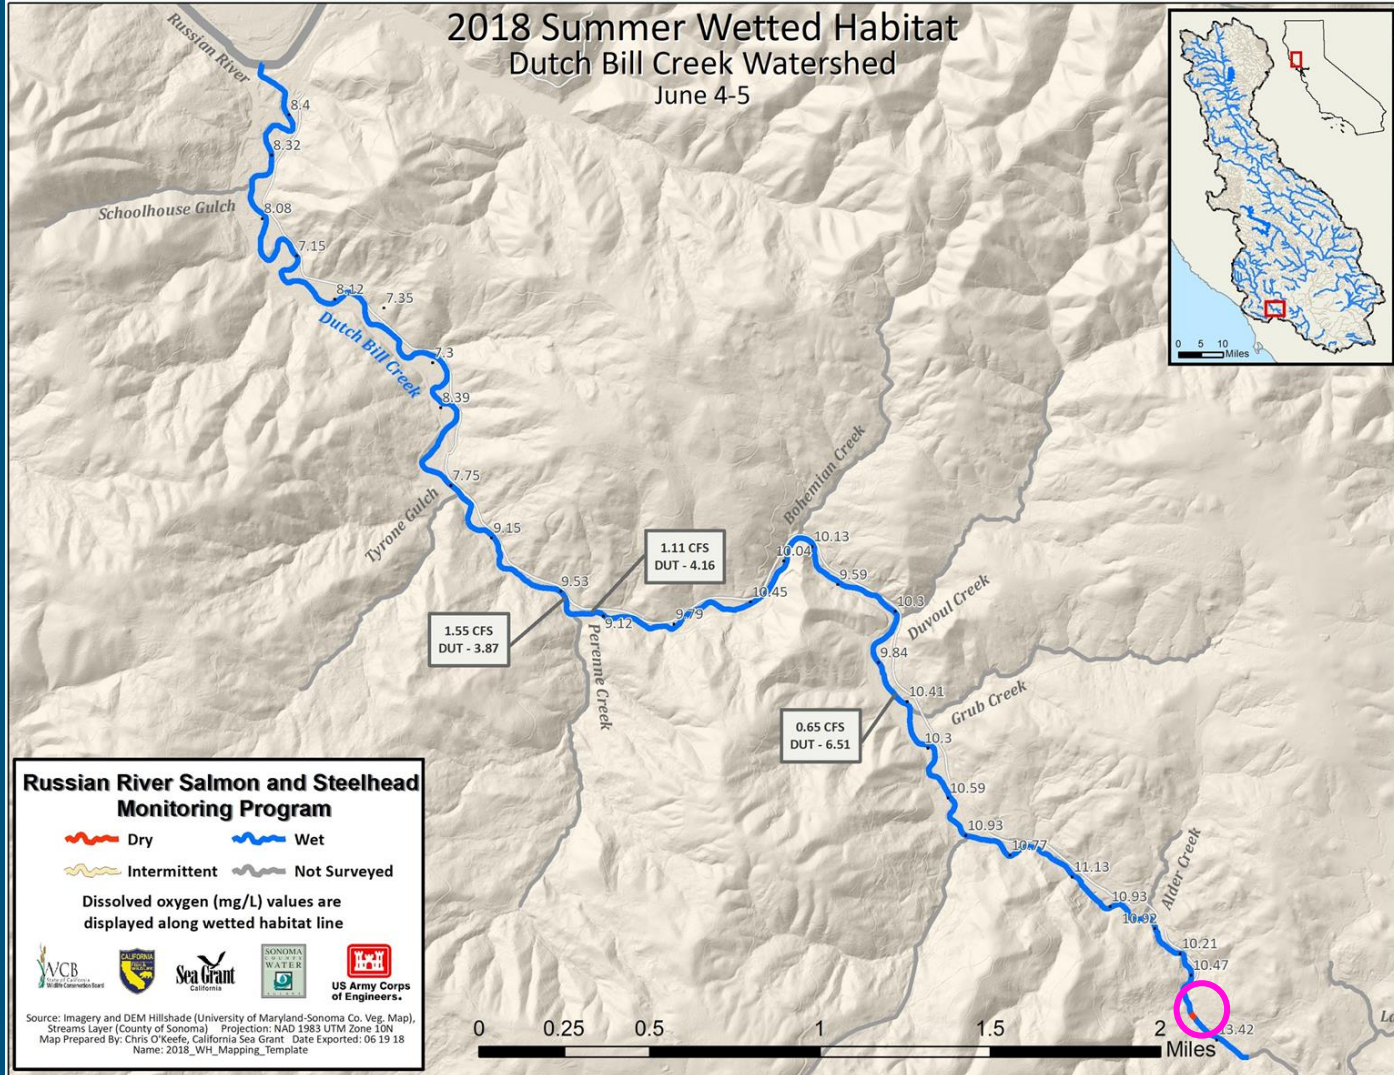 2018 Summer Wetted Habitat
Dutch Bill Creek Watershed
June 4-5
Russian River
8.4
8.32
Schoolhouse Gulch
8.08
7.15
8.12
7.35
Dutch Bill Creek
7.3
8.39
7.75
Tyrone Gulch
9.15
9.53
1.11 CFS
DUT - 4.16
1.55 CFS
DUT - 3.87
9.12
Perenne Creek
9.79
10.45
10.04
Bohemian Creek
10.13
9.59
10.3
Duvoul Creek
9.84
10.41
Grub Creek
0.65 CFS
DUT - 6.51
10.3
10.59
10.93
10.77
11.13
10.93
10.92
Alder Creek
10.21
10.47
13.42
0 5 10
Miles
Russian River Salmon and Steelhead
Monitoring Program
Dry
Wet
Intermittent
Not Surveyed
Dissolved oxygen (mg/L) values are
displayed along wetted habitat line
WCB
State of California
Wildlife Conservation Board
CALIFORNIA
Sea Grant
California
SONOMA
COUNTY
WATER
AGENCY
US Army Corps
of Engineers.
Source: Imagery and DEM Hillshade (University of Maryland-Sonoma Co. Veg. Map),
Streams Layer (County of Sonoma) Projection: NAD 1983 UTM Zone 10N
Map Prepared By: Chris O'Keefe, California Sea Grant Date Exported: 06 19 18
Name: 2018_WH_Mapping_Template
0 0.25 0.5 1 1.5 2
Miles